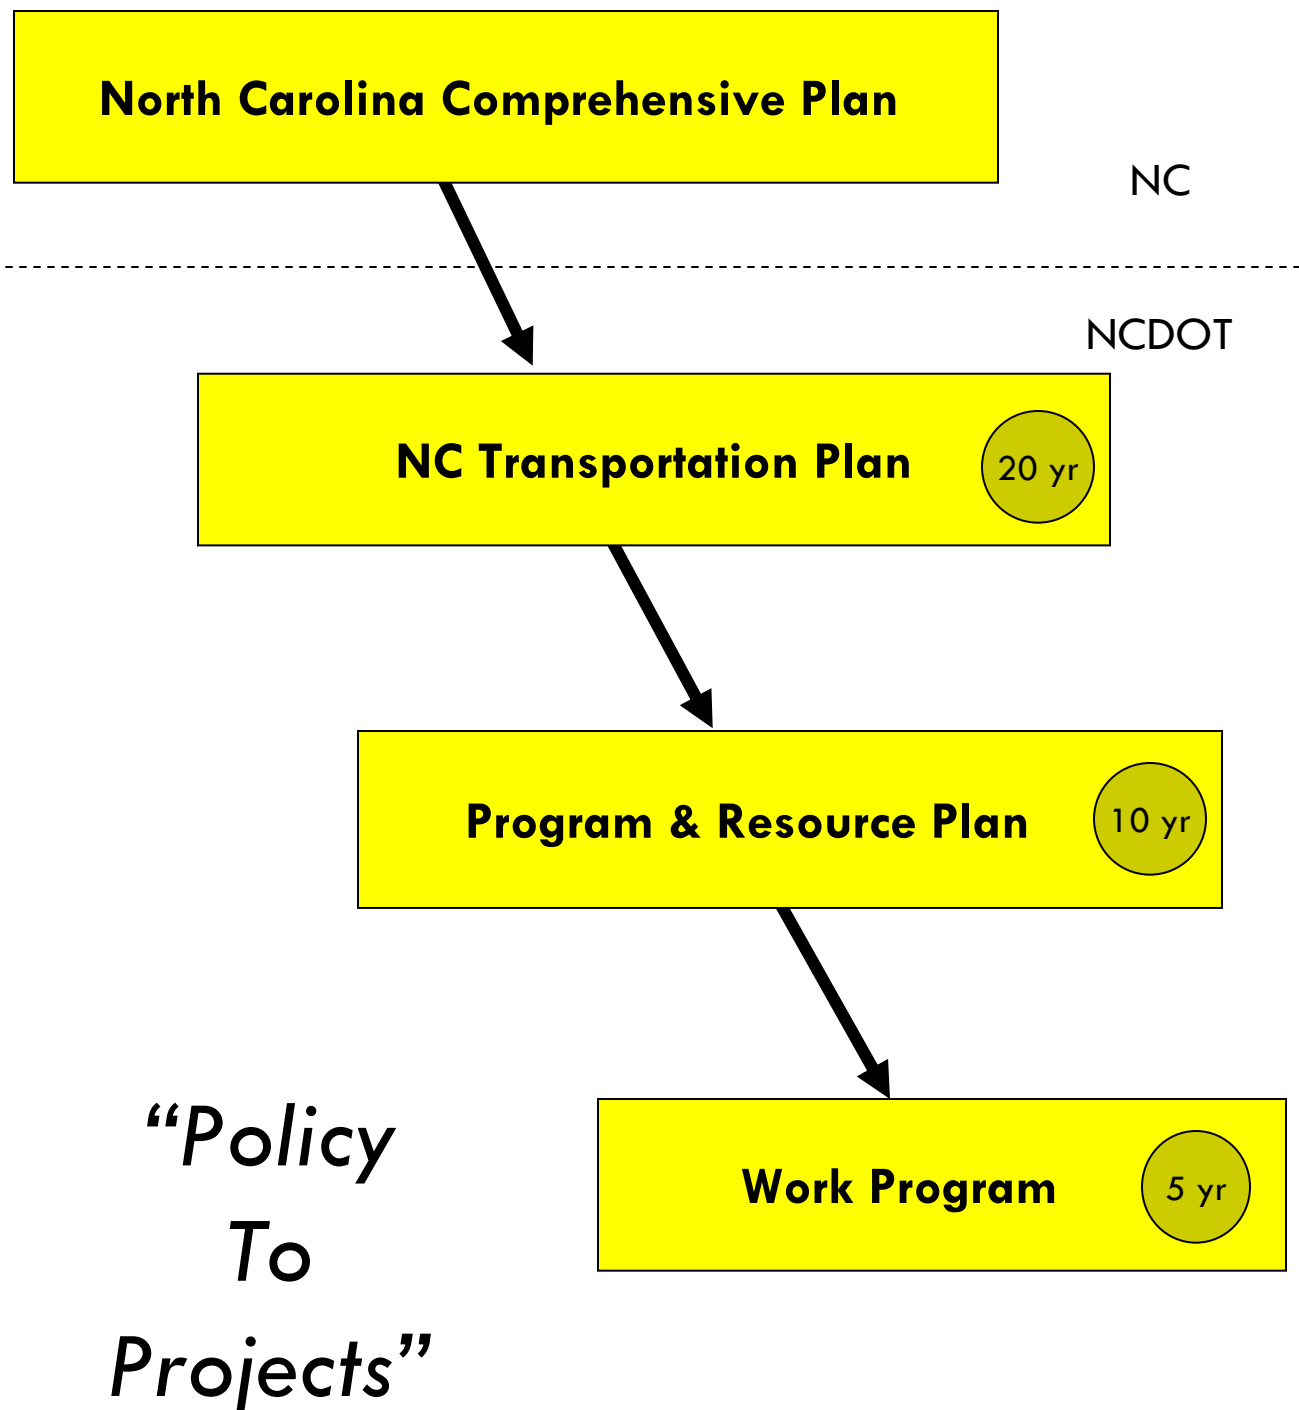 North Carolina Comprehensive Plan
NC
NCDOT
NC Transportation Plan
20 yr
Program & Resource Plan
10 yr
Work Program
5 yr
“Policy
To
Projects”